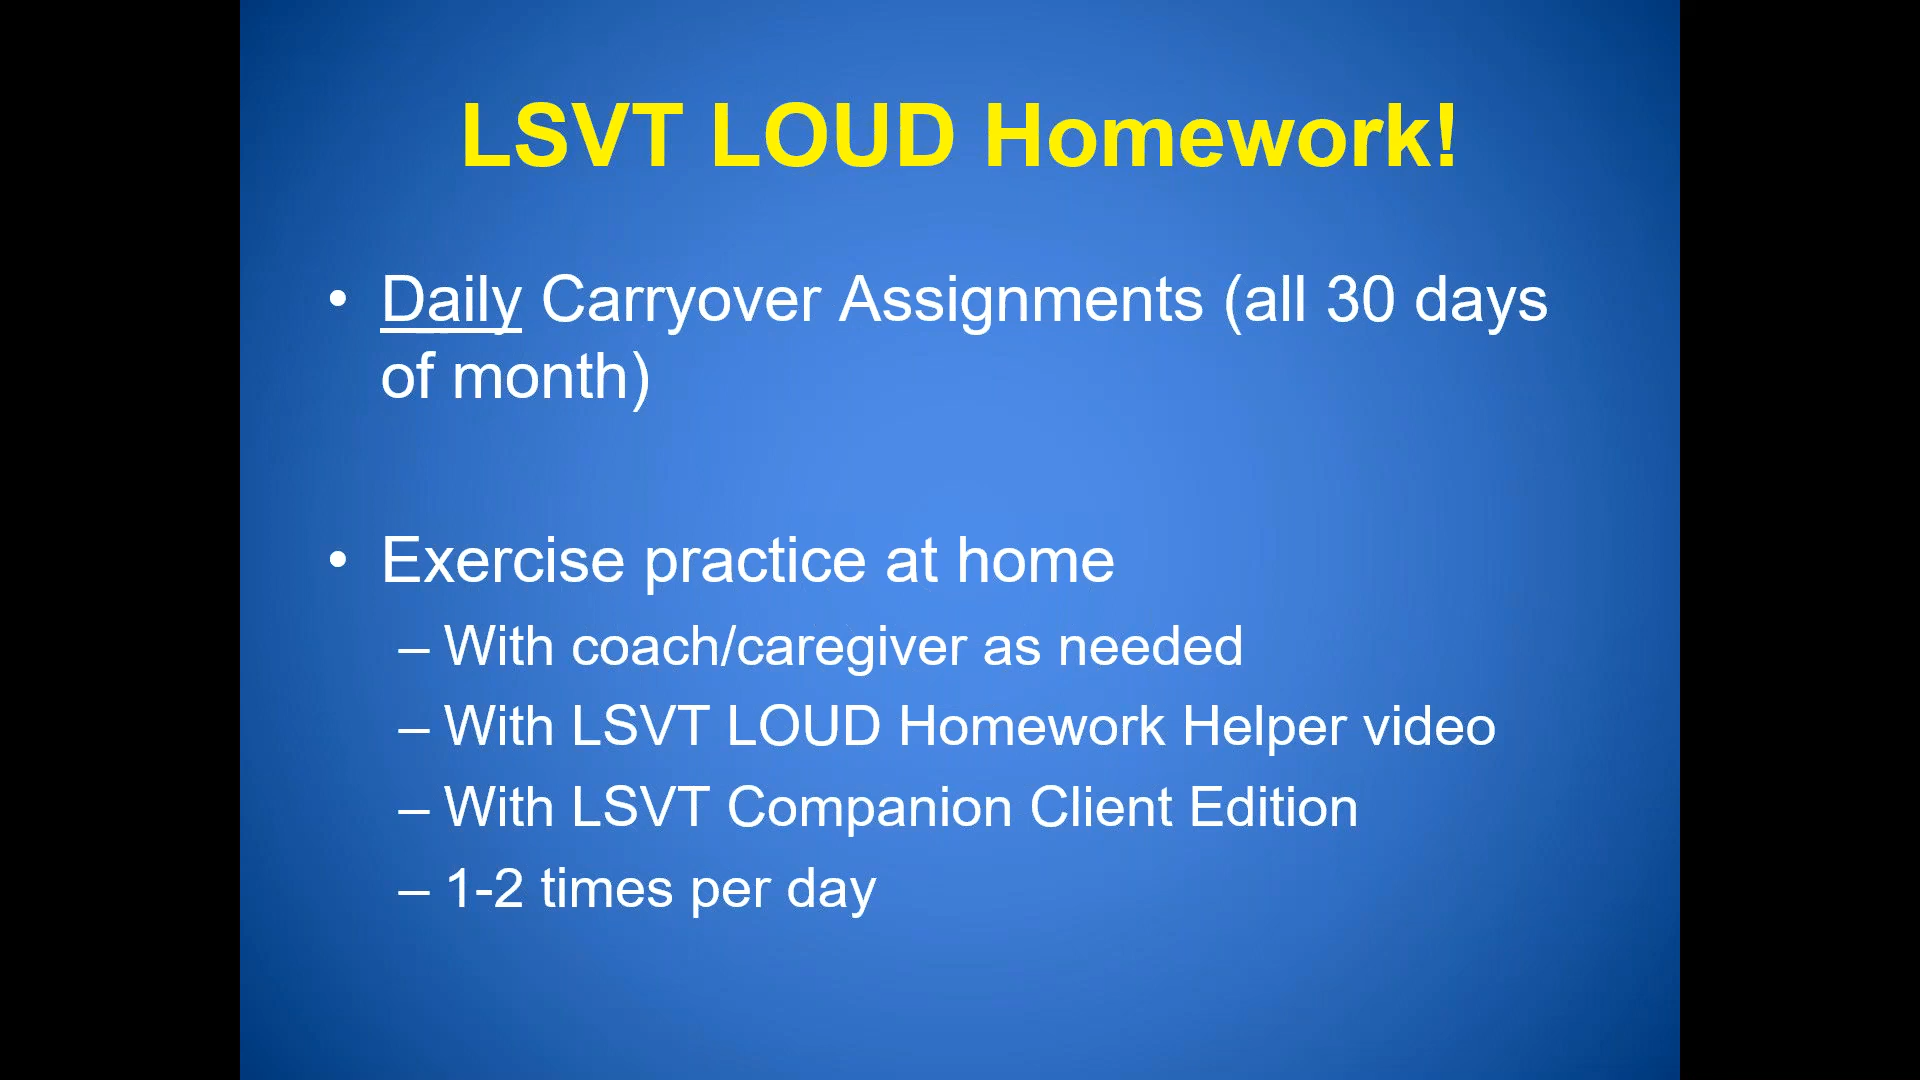 LSVT LOUD Homework!
• Daily Carryover Assignments (all 30 days
of month)
• Exercise practice at home
– With coach/caregiver as needed
– With LSVT LOUD Homework Helper video
– With LSVT Companion Client Edition
– 1-2 times per day